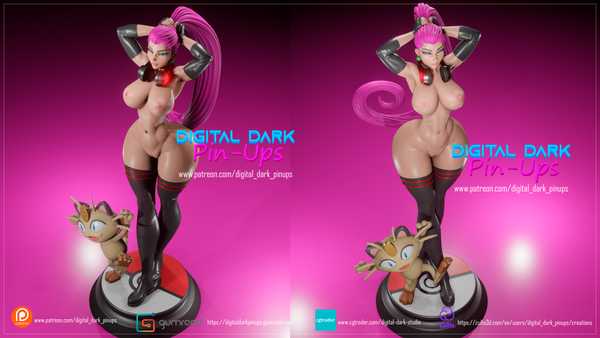 DIGITAL DARK
Pin-Ups
www.patreon.com/digital_dark_pinups
DIGITAL DARK
Pin-Ups
www.patreon.com/digital_dark_pinups
www.patreon.com/digital_dark_pinups
gumroad
www.cgtrader.com/digital-dark-studio